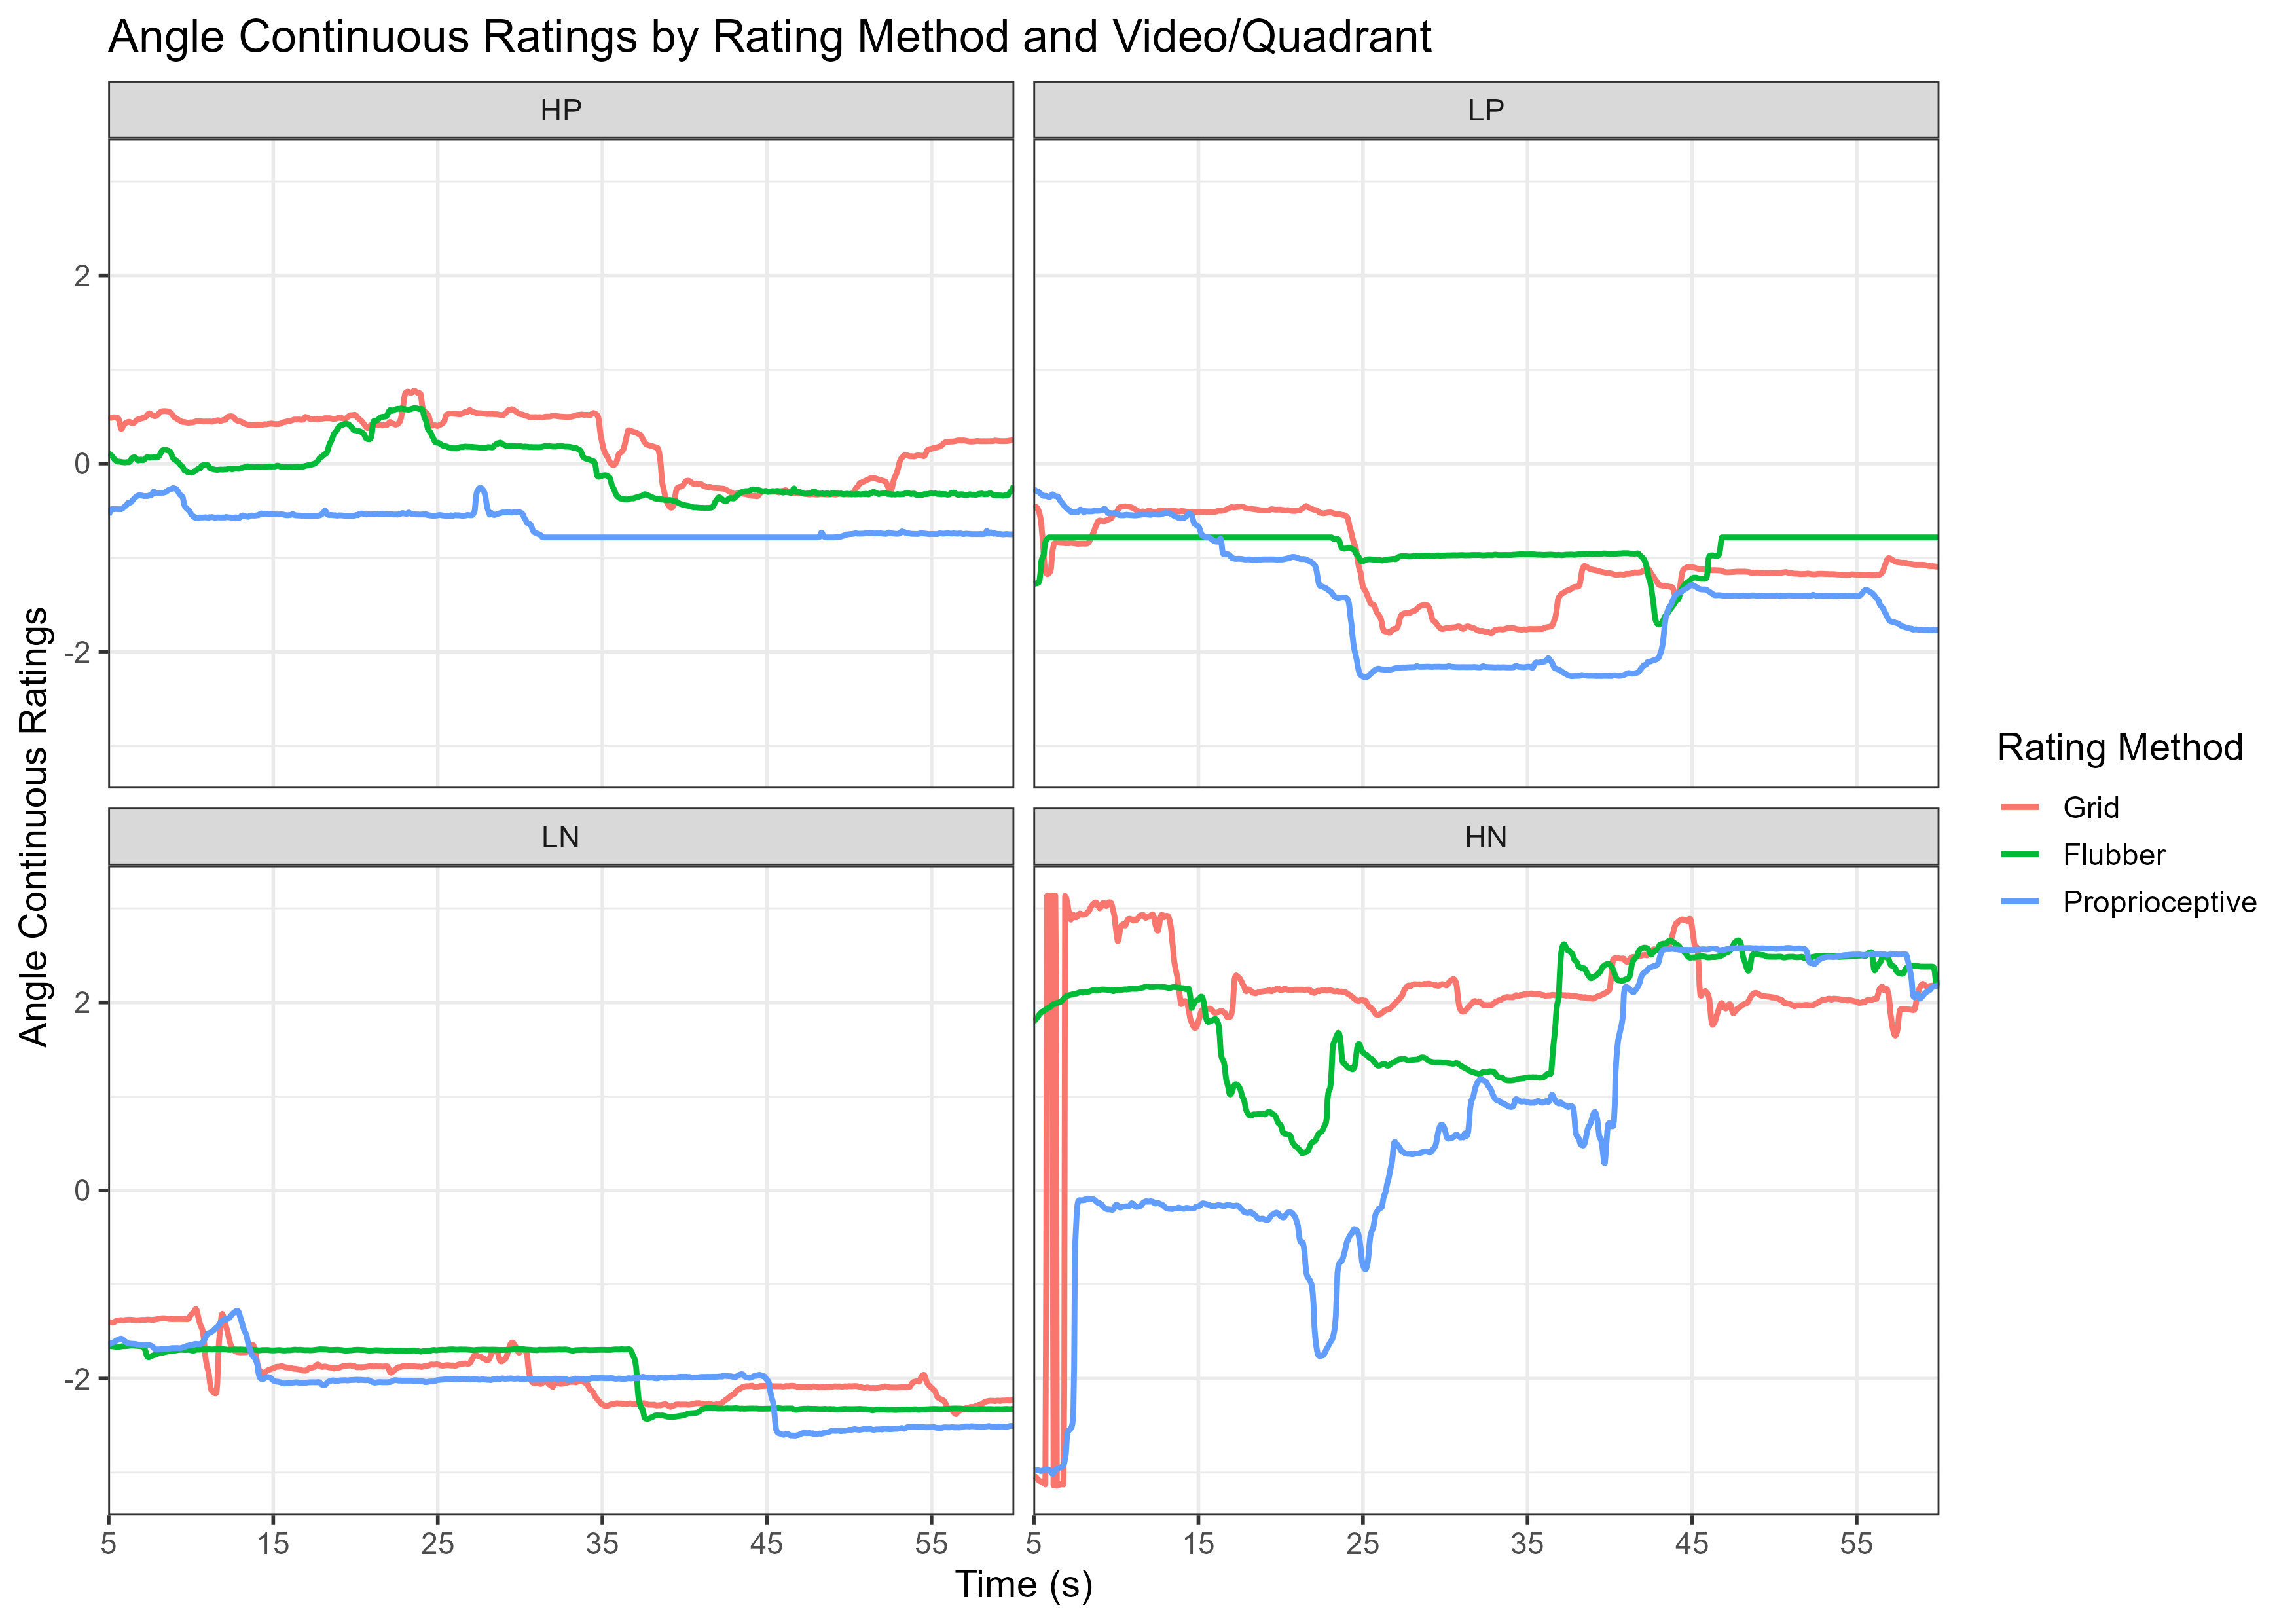 Angle Continuous Ratings by Rating Method and Video/Quadrant
HP
LP
2
0
-2
LN
HN
2
0
-2
5
15
25
35
45
55
5
15
25
35
45
55
Time (s)
Angle Continuous Ratings
Rating Method
Grid
Flubber
Proprioceptive